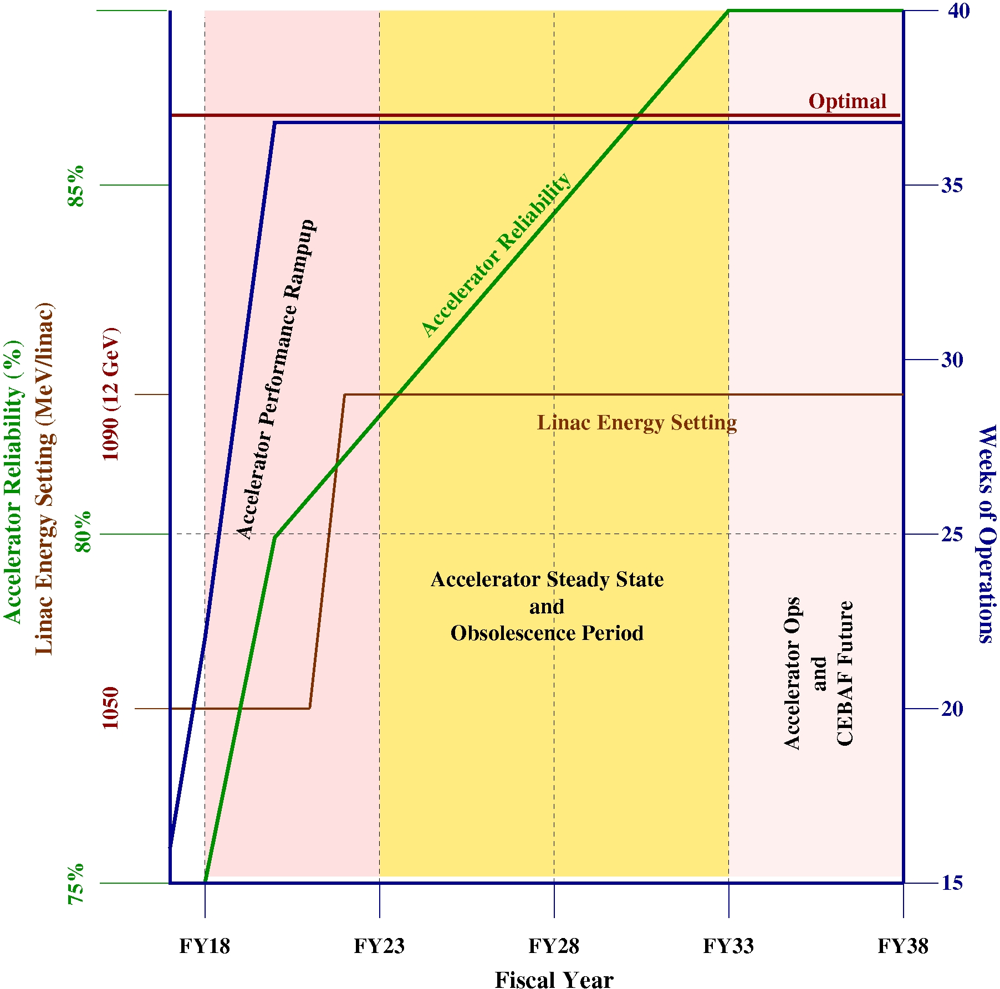 Accelerator Reliability (%)
Linac Energy Setting (MeV/linac)
85%
80%
75%
1090 (12 GeV)
1050
Optimal
Accelerator Performance Rampup
Accelerator Reliability
Linac Energy Setting
Accelerator Steady State
and
Obsolescence Period
Accelerator Ops
and
CEBAF Future
40
35
30
25
20
15
Weeks of Operations
FY18
FY23
FY28
FY33
FY38
Fiscal Year